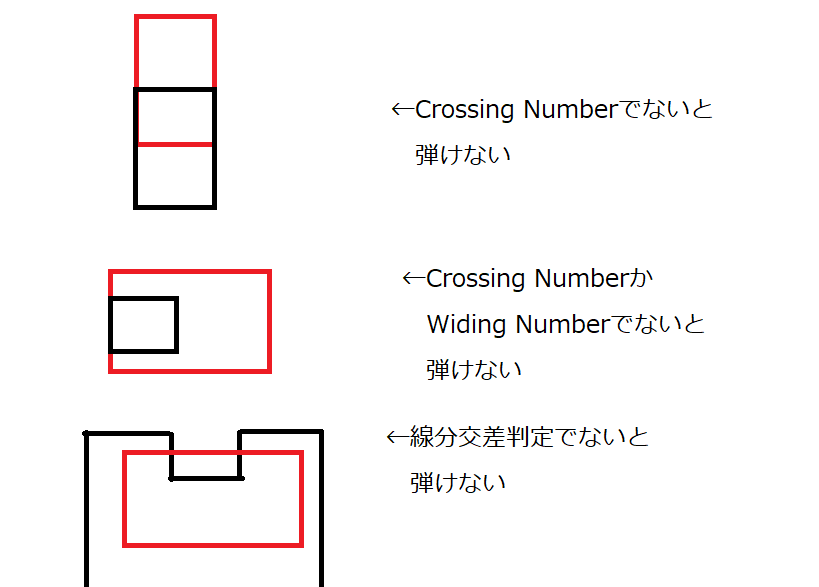 ←Crossing Numberでないと
弾けない
←Crossing Numberか
Widing Numberでないと
弾けない
←線分交差判定でないと
弾けない